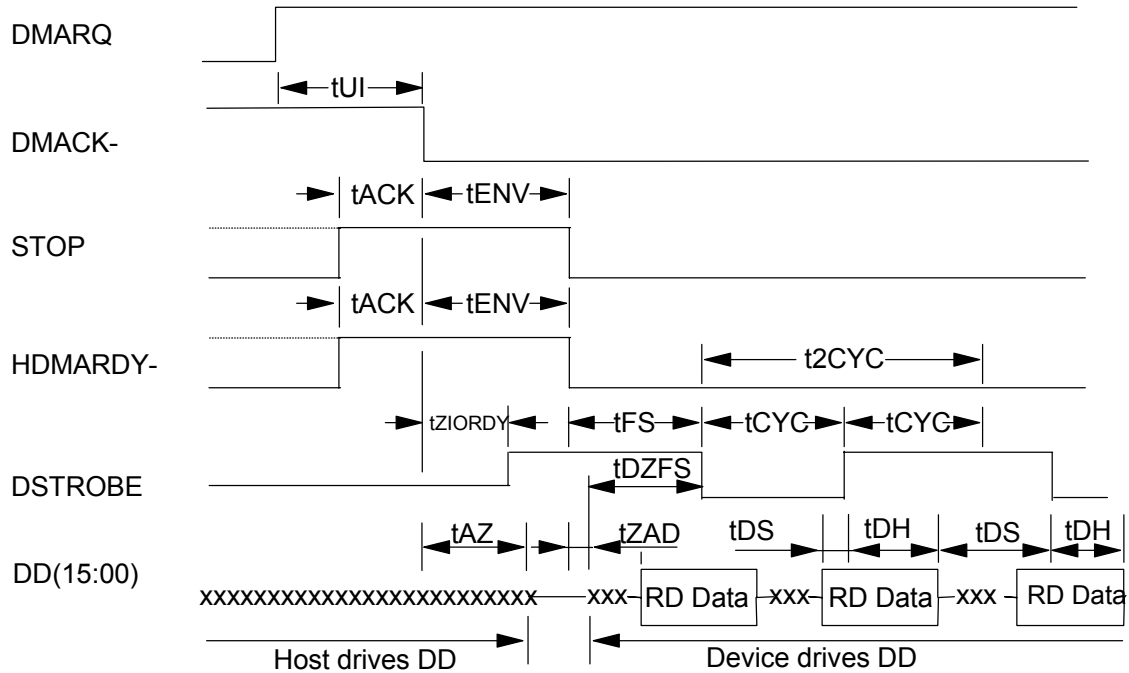 DMARQ
tUI
DMACK-
tACK tENV
STOP
tACK tENV
HDMARDY-
t2CYC
tZIORDY tFS tCYC tCYC
DSTROBE
tDZFS
tAZ tZAD tDS tDH tDS tDH
DD(15:00)
xxxxxxxxxxxxxxxxxxxxxxxxx xxx RD Data xxx RD Data xxx RD Data
Host drives DD Device drives DD